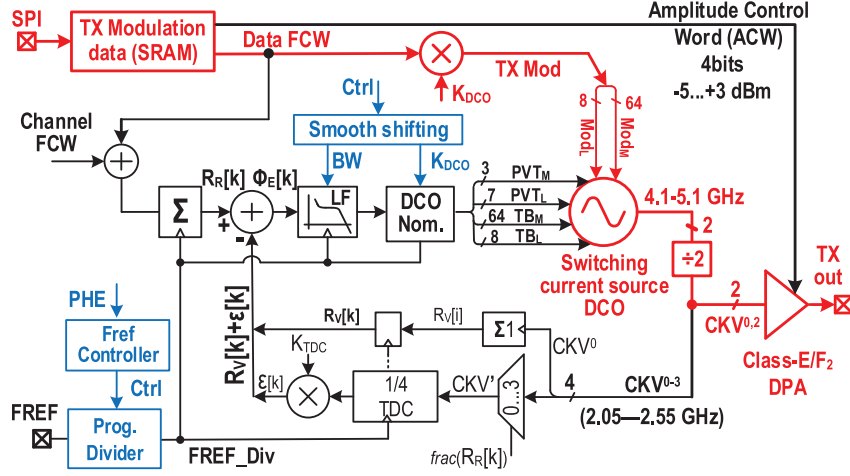 SPI
TX Modulation
data (SRAM)
Data FCW
TX Mod
K_DCO
Amplitude Control
Word (ACW)
4bits
-5...+3 dBm
Ctrl
Smooth shifting
BW
K_DCO
8
64
Mod_L
Mod_M
Channel
FCW
R_R[k]
Φ_E[k]
Σ
+
-
LF
DCO
Nom.
3
PVT_M
7
PVT_L
64
TB_M
8
TB_L
4.1-5.1 GHz
2
÷2
Switching
current source
DCO
TX
out
2
CKV^0,2
Class-E/F₂
DPA
PHE
Fref
Controller
Ctrl
FREF
Prog.
Divider
FREF_Div
R_V[k]+ε[k]
R_V[k]
R_V[i]
Σ1
CKV^0
K_TDC
ε[k]
1/4
TDC
CKV'
0...3
4
CKV^0-3
(2.05—2.55 GHz)
frac(R_R[k])